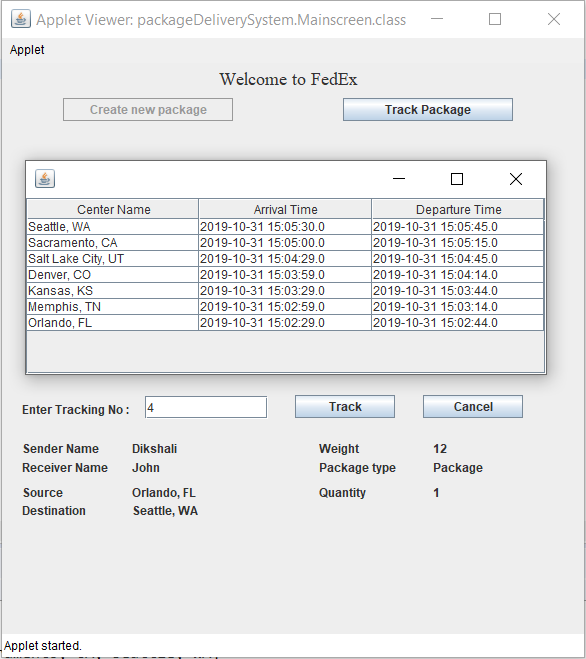 Applet Viewer: packageDeliverySystem.Mainscreen.class
Applet
Welcome to FedEx
Create new package Track Package
Center Name Arrival Time Departure Time
Seattle, WA 2019-10-31 15:05:30.0 2019-10-31 15:05:45.0
Sacramento, CA 2019-10-31 15:05:00.0 2019-10-31 15:05:15.0
Salt Lake City, UT 2019-10-31 15:04:29.0 2019-10-31 15:04:45.0
Denver, CO 2019-10-31 15:03:59.0 2019-10-31 15:04:14.0
Kansas, KS 2019-10-31 15:03:29.0 2019-10-31 15:03:44.0
Memphis, TN 2019-10-31 15:02:59.0 2019-10-31 15:03:14.0
Orlando, FL 2019-10-31 15:02:29.0 2019-10-31 15:02:44.0
Enter Tracking No : 4 Track Cancel
Sender Name Dikshali Weight 12
Receiver Name John Package type Package
Source Orlando, FL Quantity 1
Destination Seattle, WA
Applet started.